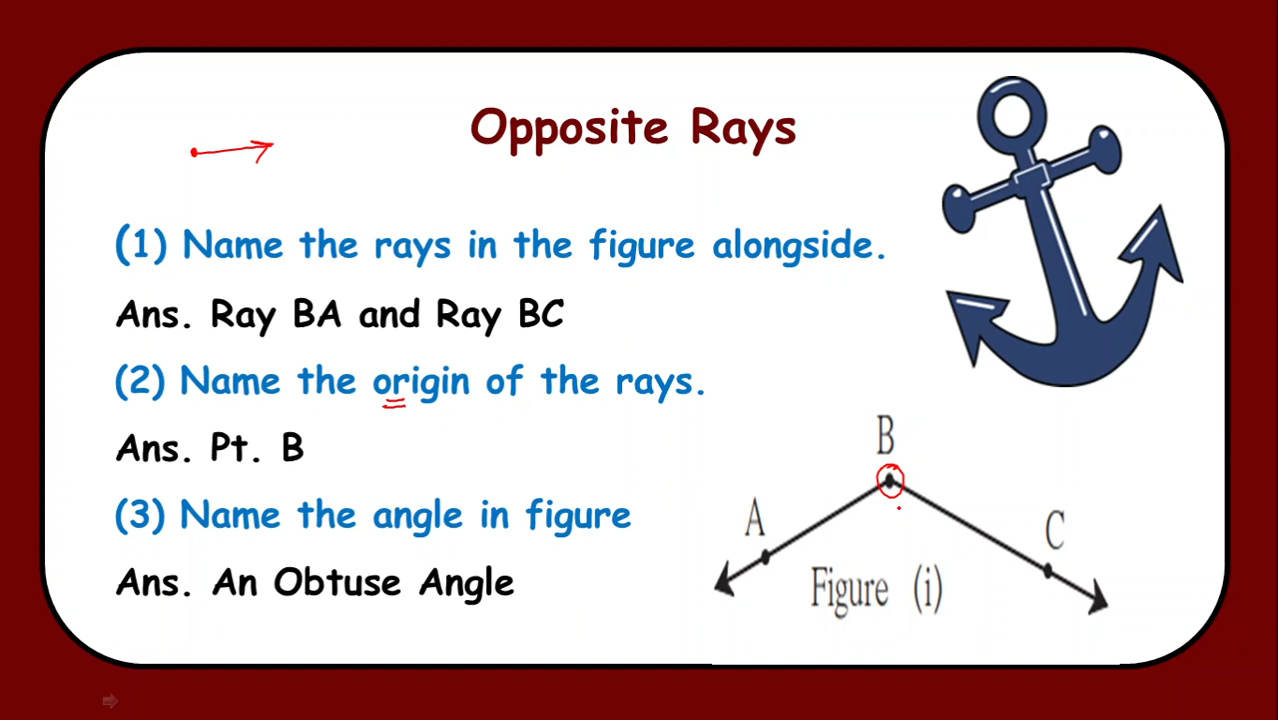 Opposite Rays
(1) Name the rays in the figure alongside.
Ans. Ray BA and Ray BC
(2) Name the origin of the rays.
Ans. Pt. B
(3) Name the angle in figure
Ans. An Obtuse Angle
B
A
C
Figure (i)